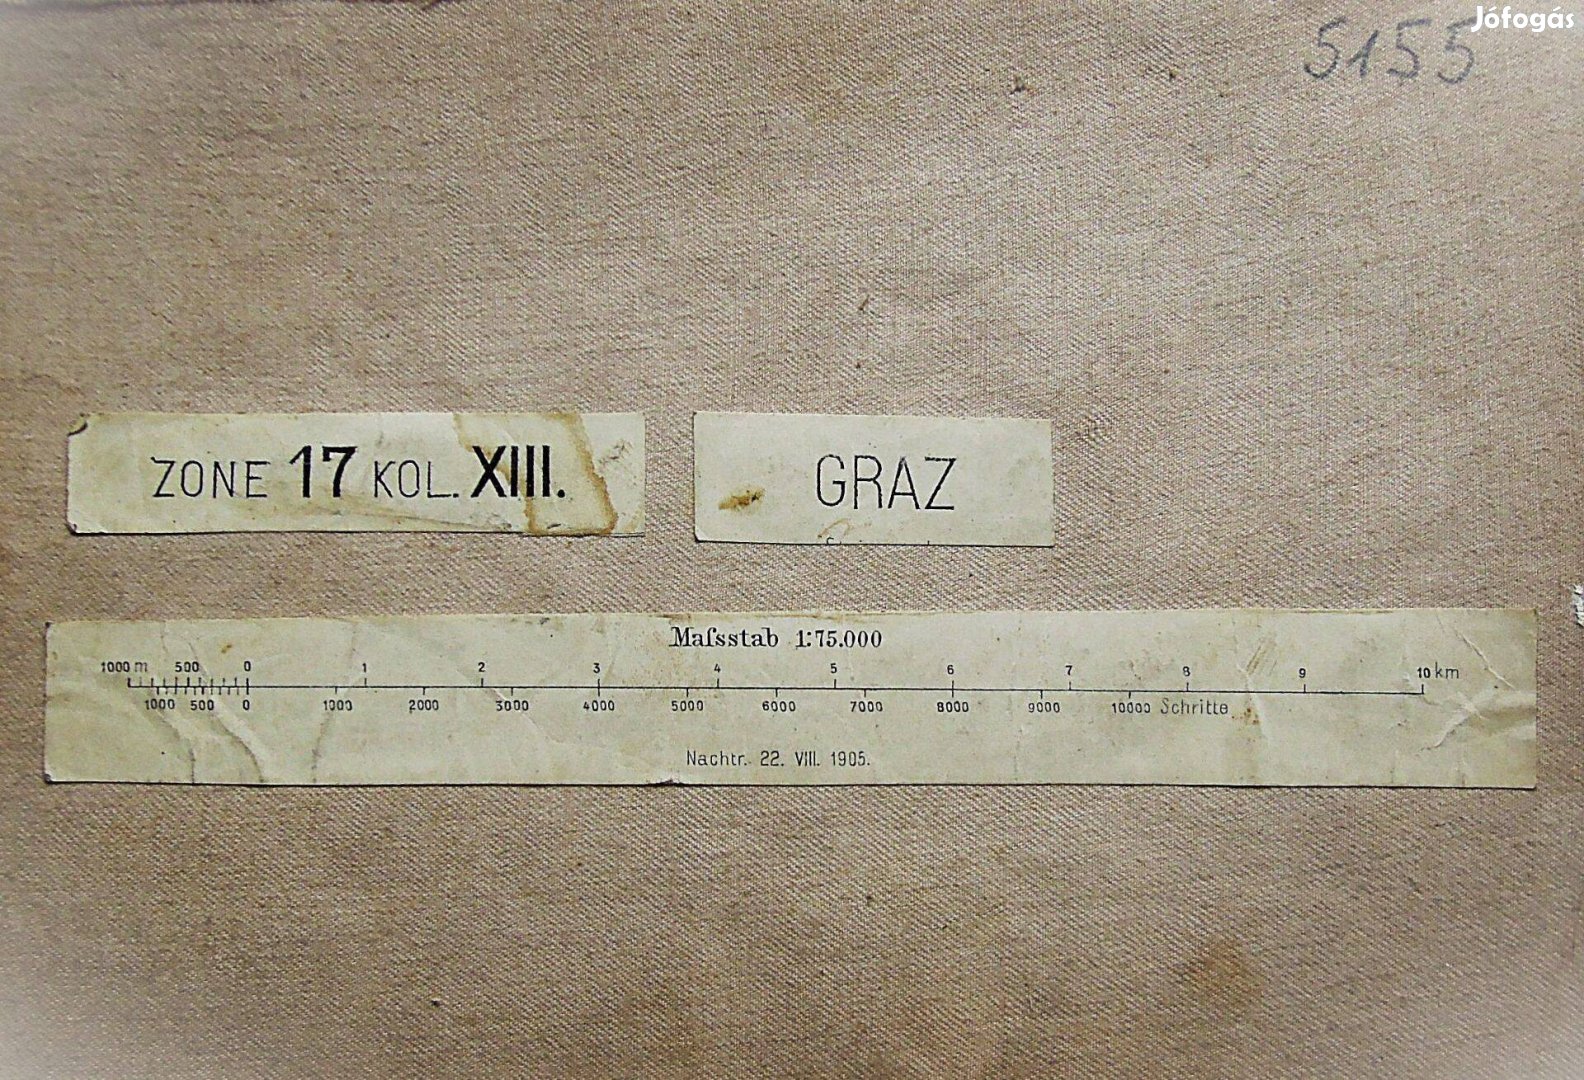 Jófogás
5155
ZONE 17 KOL. XIII.
GRAZ
Maſsstab 1:75.000
1000 m 500 0 1 2 3 4 5 6 7 8 9 10 km
1000 500 0 1000 2000 3000 4000 5000 6000 7000 8000 9000 10000 Schritte
Nachtr. 22. VIII. 1905.